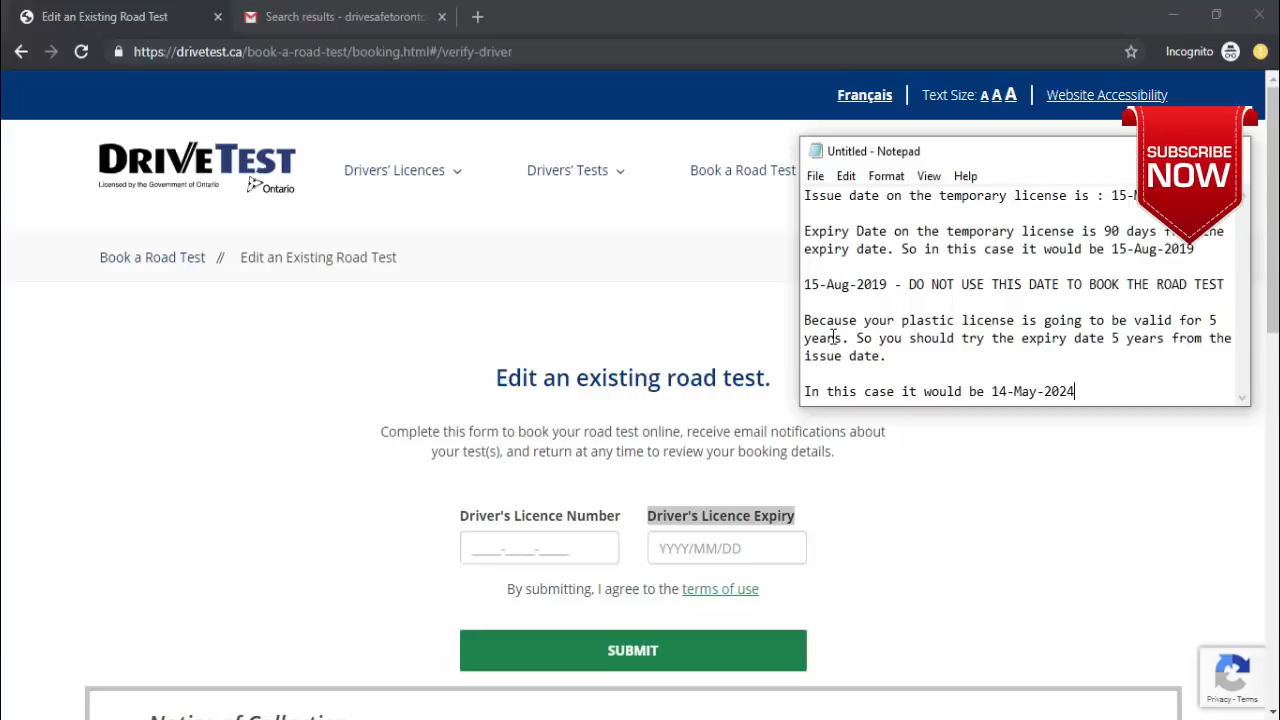 Edit an Existing Road Test
Search results - drivesafetoronto
https://drivetest.ca/book-a-road-test/booking.html#/verify-driver
Incognito
Français
Text Size: A A A
Website Accessibility
DRIVETEST
Licensed by the Government of Ontario
Ontario
Drivers' Licences
Drivers' Tests
Book a Road Test
Untitled - Notepad
File Edit Format View Help
SUBSCRIBE
NOW
Issue date on the temporary license is : 15-
Expiry Date on the temporary license is 90 days the
expiry date. So in this case it would be 15-Aug-2019
15-Aug-2019 - DO NOT USE THIS DATE TO BOOK THE ROAD TEST
Because your plastic license is going to be valid for 5
years. So you should try the expiry date 5 years from the
issue date.
In this case it would be 14-May-2024
Book a Road Test // Edit an Existing Road Test
Edit an existing road test.
Complete this form to book your road test online, receive email notifications about
your test(s), and return at any time to review your booking details.
Driver's Licence Number
Driver's Licence Expiry
____-____-____
YYYY/MM/DD
By submitting, I agree to the terms of use
SUBMIT
Privacy - Terms
Notice of Collection